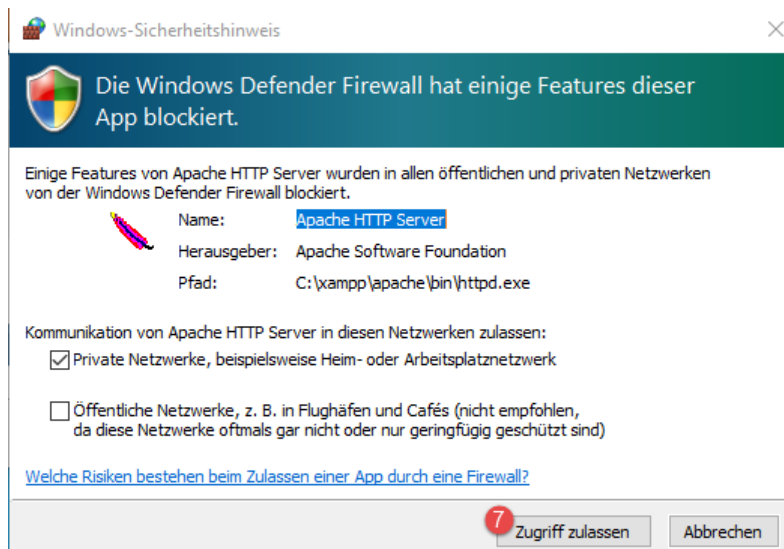 Windows-Sicherheitshinweis
Die Windows Defender Firewall hat einige Features dieser
App blockiert.
Einige Features von Apache HTTP Server wurden in allen öffentlichen und privaten Netzwerken
von der Windows Defender Firewall blockiert.
Name: Apache HTTP Server
Herausgeber: Apache Software Foundation
Pfad: C:\xampp\apache\bin\httpd.exe
Kommunikation von Apache HTTP Server in diesen Netzwerken zulassen:
Private Netzwerke, beispielsweise Heim- oder Arbeitsplatznetzwerk
Öffentliche Netzwerke, z. B. in Flughäfen und Cafés (nicht empfohlen,
da diese Netzwerke oftmals gar nicht oder nur geringfügig geschützt sind)
Welche Risiken bestehen beim Zulassen einer App durch eine Firewall?
7 Zugriff zulassen Abbrechen